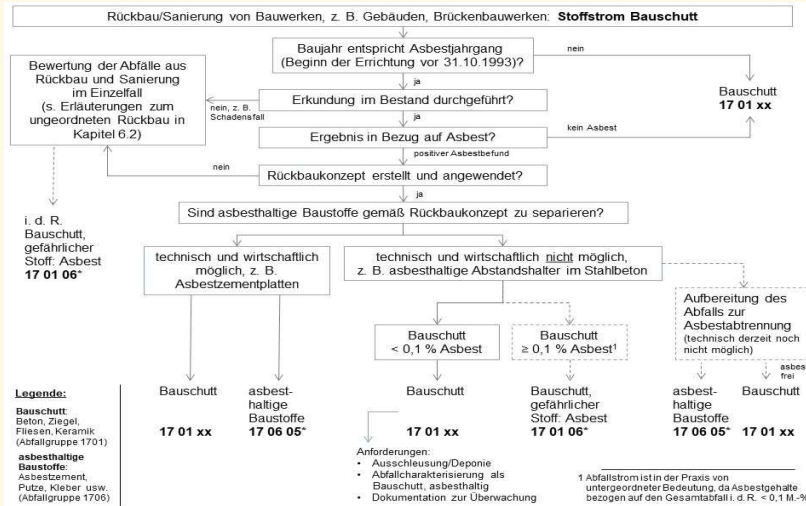 Rückbau/Sanierung von Bauwerken, z. B. Gebäuden, Brückenbauwerken: Stoffstrom Bauschutt
Baujahr entspricht Asbestjahrgang
(Beginn der Errichtung vor 31.10.1993)?
nein
ja
Bewertung der Abfälle aus
Rückbau und Sanierung
im Einzelfall
(s. Erläuterungen zum
ungeordneten Rückbau in
Kapitel 6.2)
nein, z. B.
Schadensfall
Erkundung im Bestand durchgeführt?
ja
Bauschutt
17 01 xx
Ergebnis in Bezug auf Asbest?
kein Asbest
positiver Asbestbefund
nein
Rückbaukonzept erstellt und angewendet?
ja
Sind asbesthaltige Baustoffe gemäß Rückbaukonzept zu separieren?
i. d. R.
Bauschutt,
gefährlicher
Stoff: Asbest
17 01 06*
technisch und wirtschaftlich
möglich, z. B.
Asbestzementplatten
technisch und wirtschaftlich nicht möglich,
z. B. asbesthaltige Abstandshalter im Stahlbeton
Aufbereitung des
Abfalls zur
Asbestabtrennung
(technisch derzeit noch
nicht möglich)
Bauschutt
< 0,1 % Asbest
Bauschutt
≥ 0,1 % Asbest¹
asbest
frei
Bauschutt
17 01 xx
asbest-
haltige
Baustoffe
17 06 05*
Bauschutt
17 01 xx
Bauschutt,
gefährlicher
Stoff: Asbest
17 01 06*
asbest-
haltige
Baustoffe
17 06 05*
Bauschutt
17 01 xx
Legende:
Bauschutt:
Beton, Ziegel,
Fliesen, Keramik
(Abfallgruppe 1701)
asbesthaltige
Baustoffe:
Asbestzement,
Putze, Kleber usw.
(Abfallgruppe 1706)
Anforderungen:
• Ausschleusung/Deponie
• Abfallcharakterisierung als
Bauschutt, asbesthaltig
• Dokumentation zur Überwachung
1 Abfallstrom ist in der Praxis von
untergeordneter Bedeutung, da Asbestgehalte
bezogen auf den Gesamtabfall i. d. R. < 0,1 M.-%